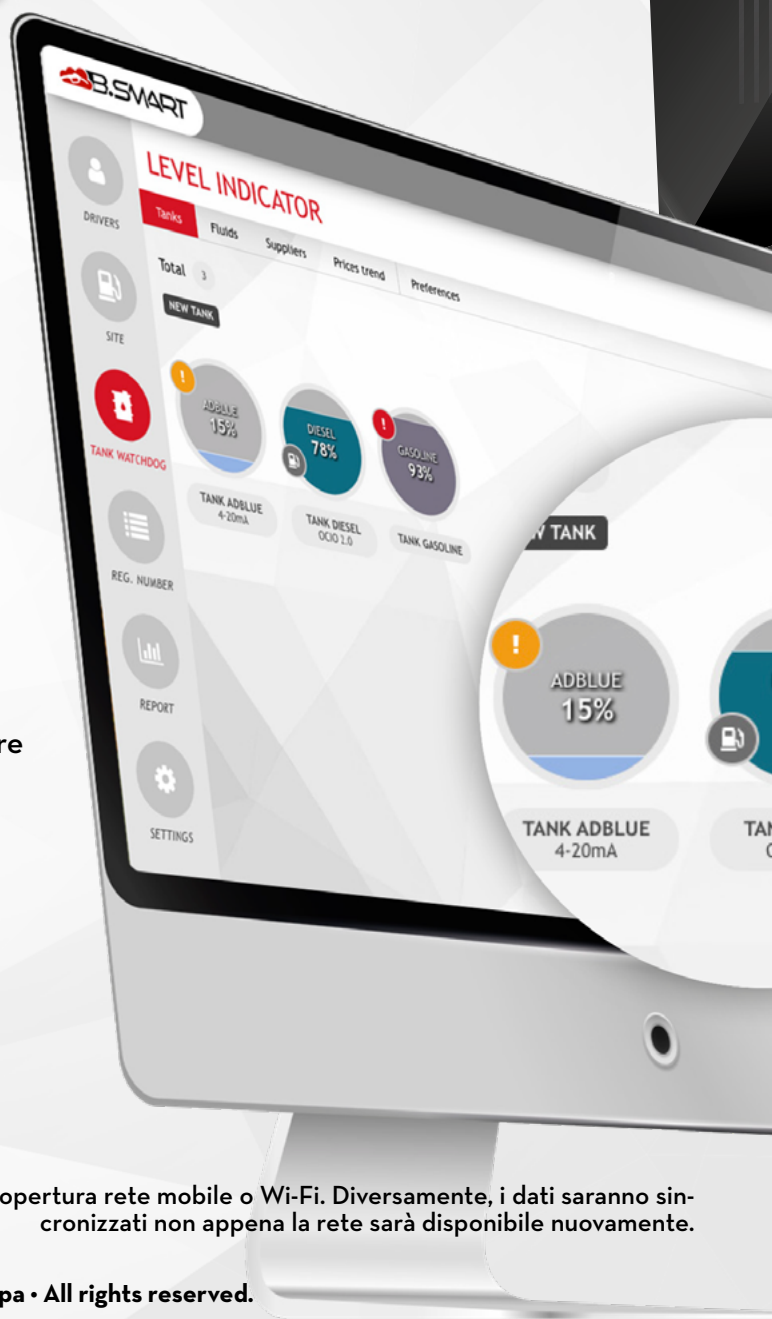 B.SMART
LEVEL INDICATOR
Tanks Fluids Suppliers Prices trend Preferences
Total 3
NEW TANK
DRIVERS
SITE
TANK WATCHDOG
REG. NUMBER
REPORT
SETTINGS
!
ADBLUE
15%
DIESEL
78%
!
GASOLINE
93%
TANK ADBLUE
4-20mA
TANK DIESEL
OCIO 2.0
TANK GASOLINE
W TANK
!
ADBLUE
15%
TANK ADBLUE
4-20mA
TAN
re
opertura rete mobile o Wi-Fi. Diversamente, i dati saranno sin-
cronizzati non appena la rete sarà disponibile nuovamente.
pa • All rights reserved.